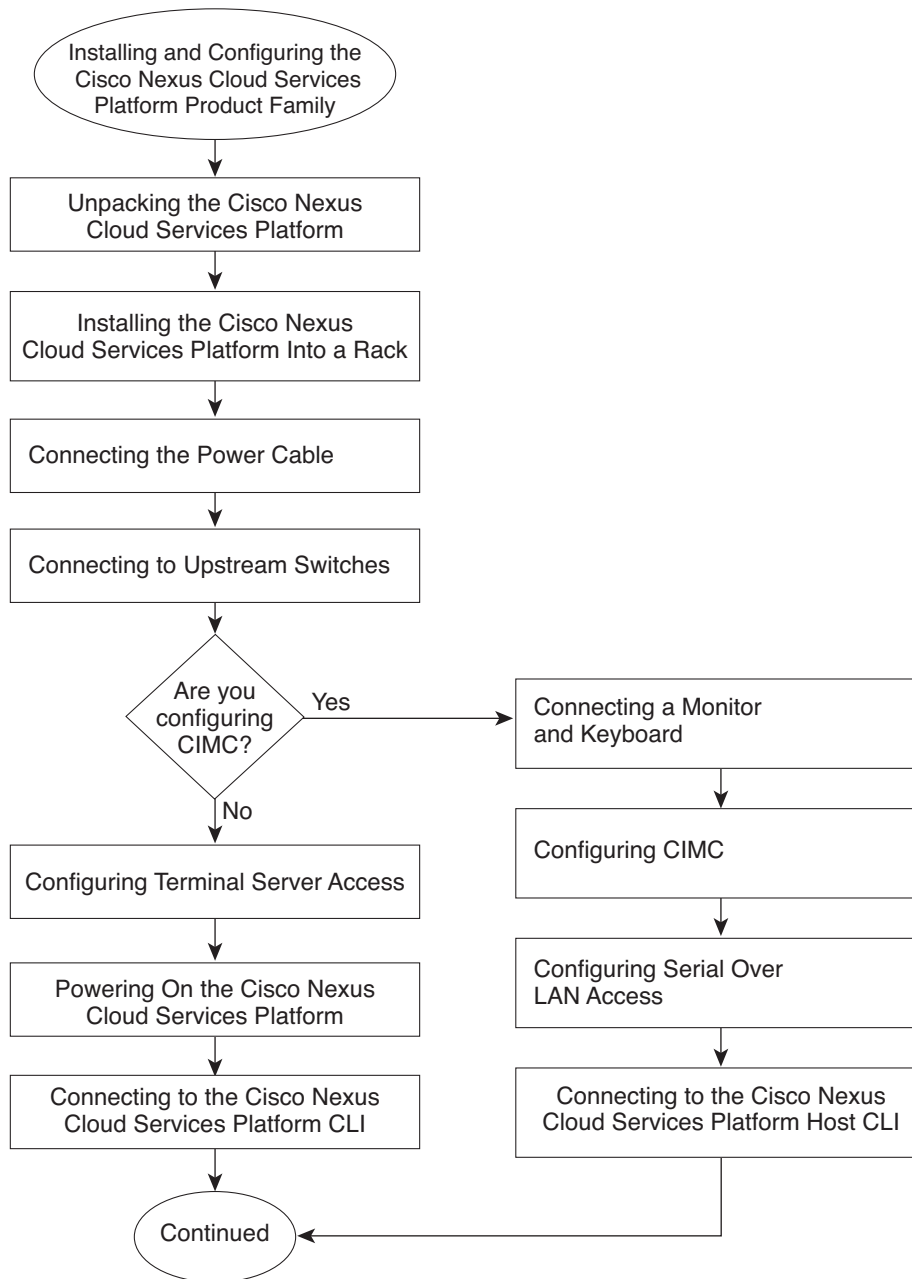 Installing and Configuring the
Cisco Nexus Cloud Services
Platform Product Family
Unpacking the Cisco Nexus
Cloud Services Platform
Installing the Cisco Nexus
Cloud Services Platform Into a Rack
Connecting the Power Cable
Connecting to Upstream Switches
Are you
configuring
CIMC?
Yes
No
Connecting a Monitor
and Keyboard
Configuring CIMC
Configuring Serial Over
LAN Access
Connecting to the Cisco Nexus
Cloud Services Platform Host CLI
Configuring Terminal Server Access
Powering On the Cisco Nexus
Cloud Services Platform
Connecting to the Cisco Nexus
Cloud Services Platform CLI
Continued